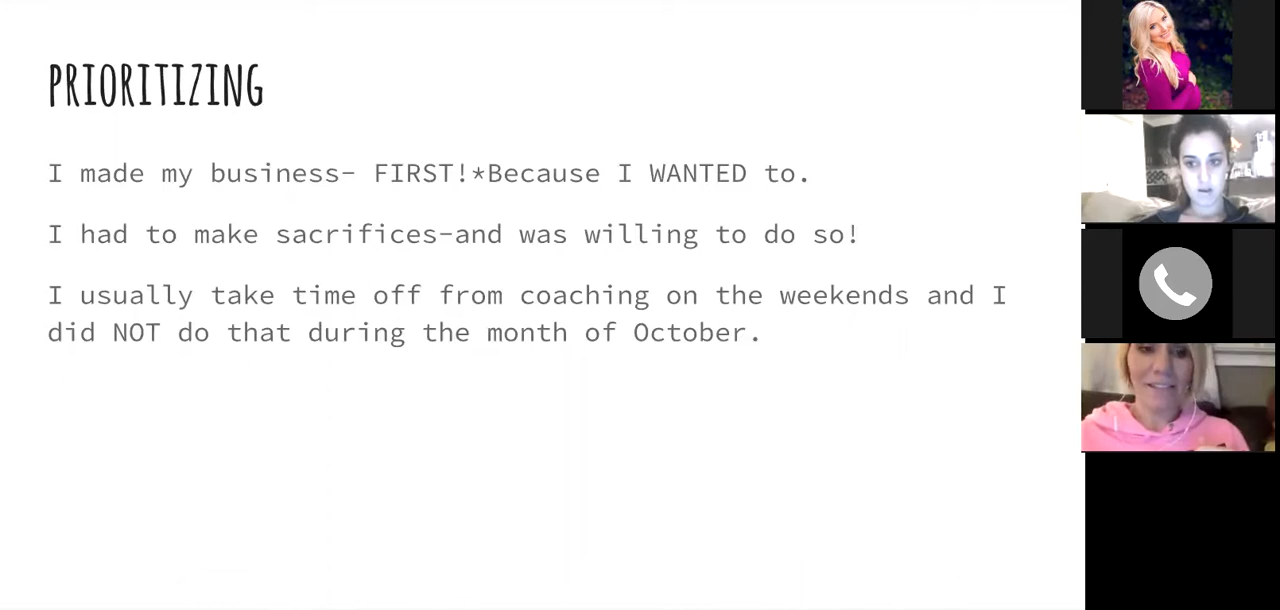 PRIORITIZING
I made my business- FIRST!*Because I WANTED to.
I had to make sacrifices-and was willing to do so!
I usually take time off from coaching on the weekends and I
did NOT do that during the month of October.